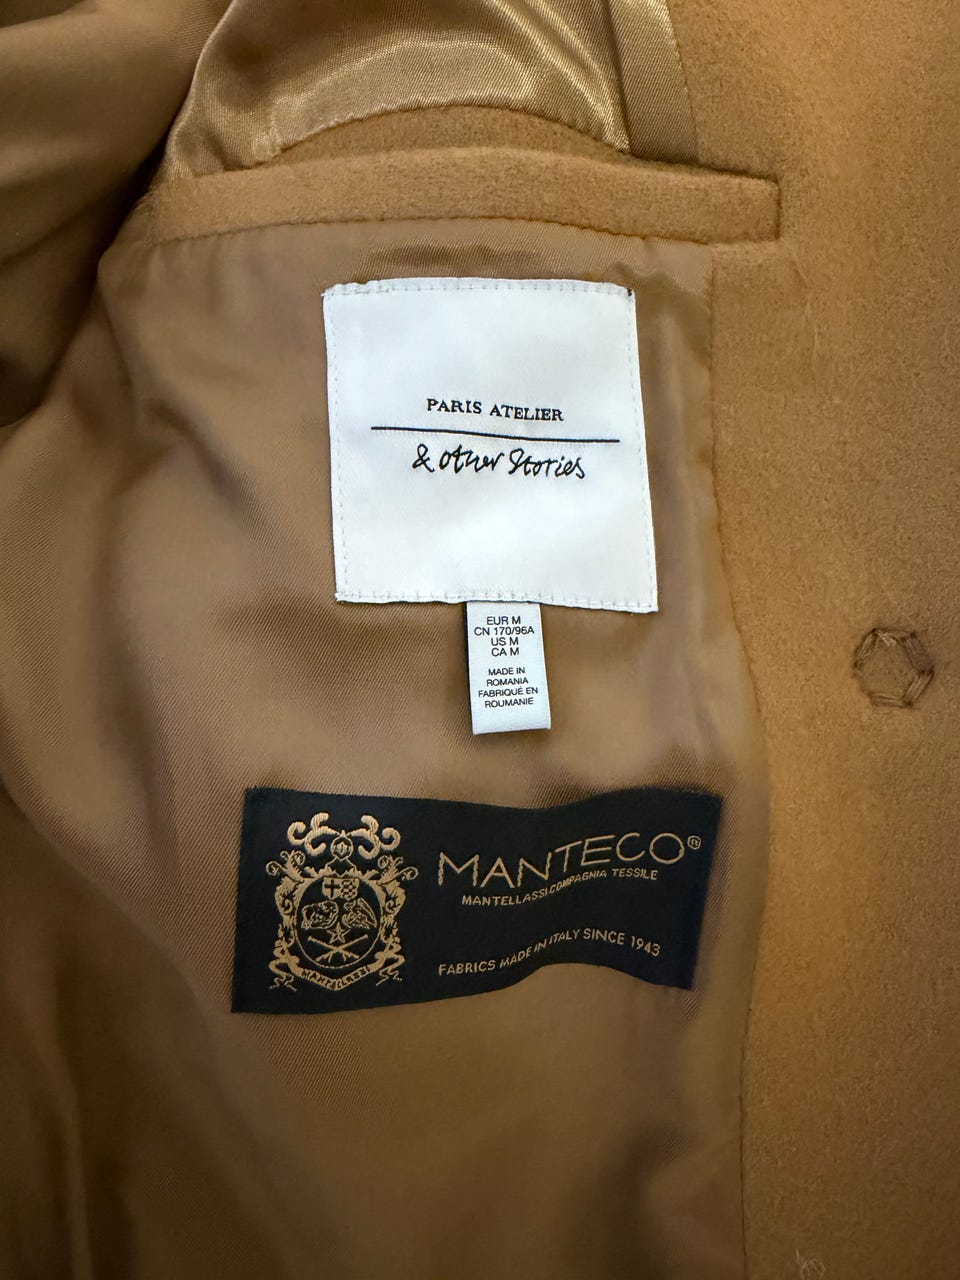 PARIS ATELIER
& other Stories
EUR M
CN 170/96A
US M
CA M
MADE IN
ROMANIA
FABRIQUÉ EN
ROUMANIE
MANTECO®
MANTELLASSI COMPAGNIA TESSILE
FABRICS MADE IN ITALY SINCE 1943
MANTELLASSI